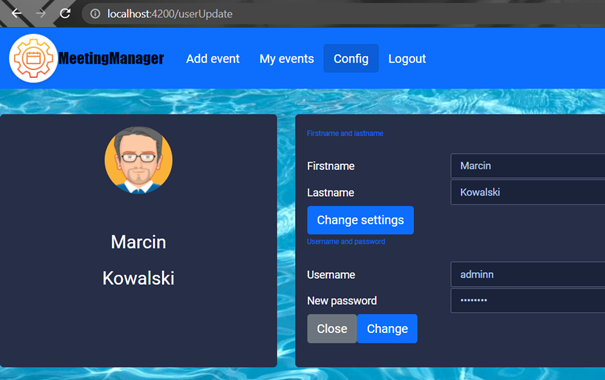 localhost:4200/userUpdate
MeetingManager Add event My events Config Logout
Firstname and lastname
Firstname Marcin
Lastname Kowalski
Change settings
Username and password
Marcin
Kowalski
Username adminn
New password ••••••••
Close Change